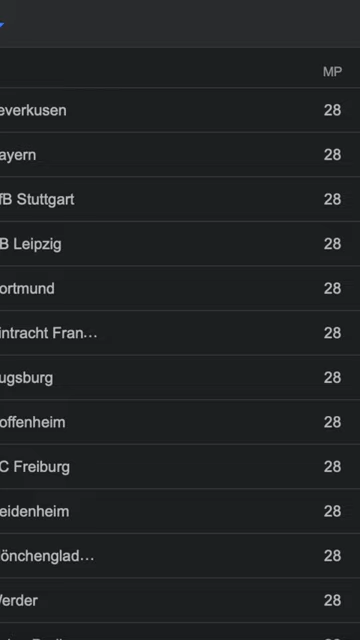 MP
everkusen 28
ayern 28
fB Stuttgart 28
B Leipzig 28
ortmund 28
intracht Fran... 28
ugsburg 28
offenheim 28
C Freiburg 28
eidenheim 28
önchenglad... 28
Werder 28